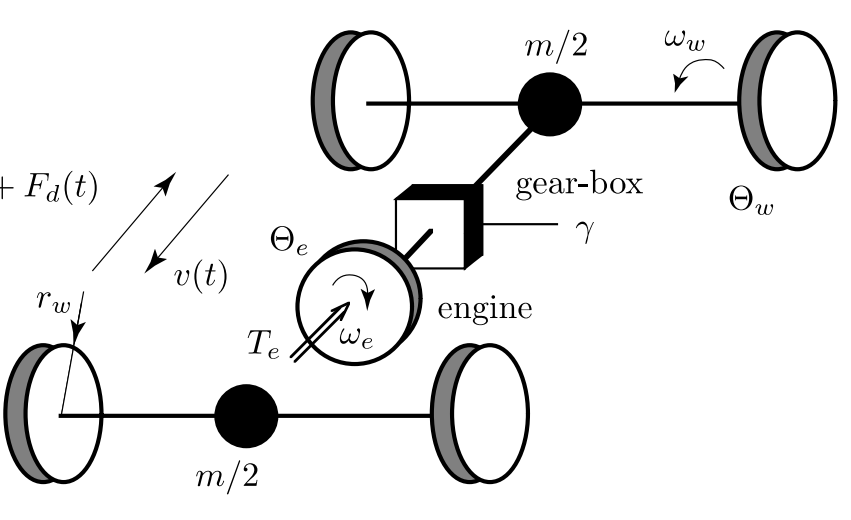 m/2
ω_w
+ F_d(t)
gear-box
Θ_w
γ
Θ_e
v(t)
r_w
engine
T_e
ω_e
m/2